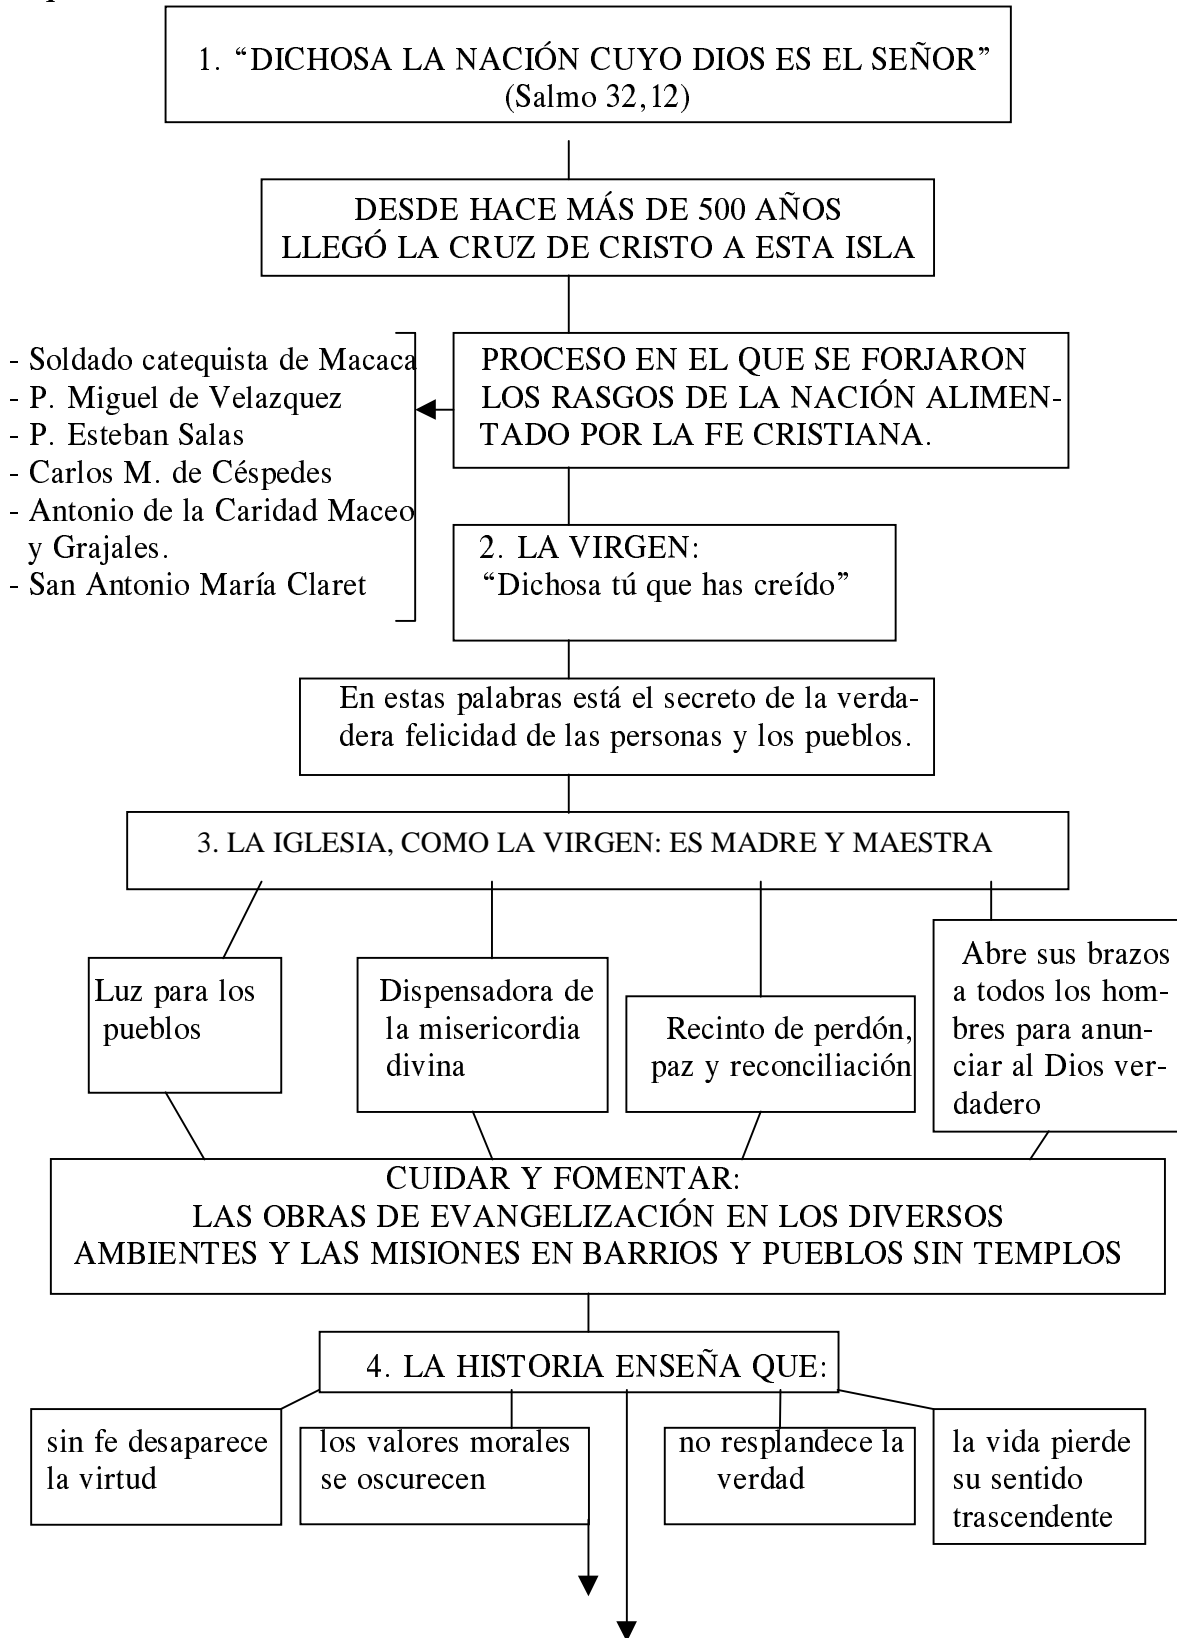 1. “DICHOSA LA NACIÓN CUYO DIOS ES EL SEÑOR”
(Salmo 32,12)
DESDE HACE MÁS DE 500 AÑOS
LLEGÓ LA CRUZ DE CRISTO A ESTA ISLA
PROCESO EN EL QUE SE FORJARON
LOS RASGOS DE LA NACIÓN ALIMEN-
TADO POR LA FE CRISTIANA.
- Soldado catequista de Macaca
- P. Miguel de Velazquez
- P. Esteban Salas
- Carlos M. de Céspedes
- Antonio de la Caridad Maceo
y Grajales.
- San Antonio María Claret
2. LA VIRGEN:
“Dichosa tú que has creído”
En estas palabras está el secreto de la verda-
dera felicidad de las personas y los pueblos.
3. LA IGLESIA, COMO LA VIRGEN: ES MADRE Y MAESTRA
Luz para los
pueblos
Dispensadora de
la misericordia
divina
Recinto de perdón,
paz y reconciliación
Abre sus brazos
a todos los hom-
bres para anun-
ciar al Dios ver-
dadero
CUIDAR Y FOMENTAR:
LAS OBRAS DE EVANGELIZACIÓN EN LOS DIVERSOS
AMBIENTES Y LAS MISIONES EN BARRIOS Y PUEBLOS SIN TEMPLOS
4. LA HISTORIA ENSEÑA QUE:
sin fe desaparece
la virtud
los valores morales
se oscurecen
no resplandece la
verdad
la vida pierde
su sentido
trascendente